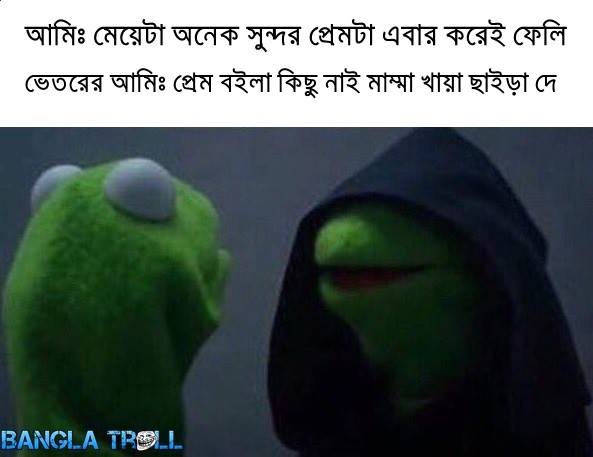 আমিঃ মেয়েটা অনেক সুন্দর প্রেমটা এবার করেই ফেলি
ভেতরের আমিঃ প্রেম বইলা কিছু নাই মাম্মা খায়া ছাইড়া দে
BANGLA TROLL